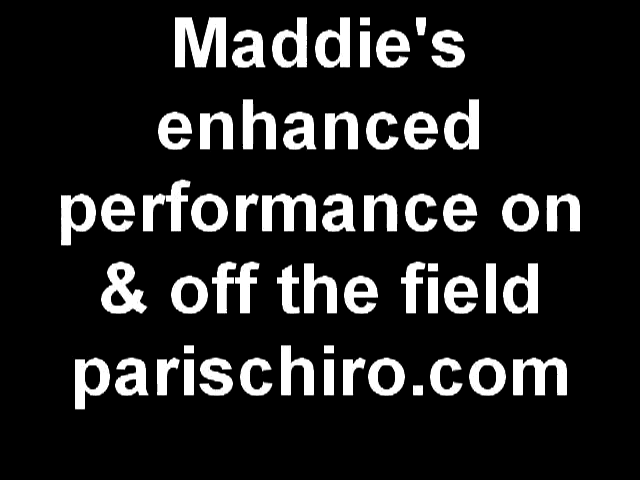 Maddie's
enhanced
performance on
& off the field
parischiro.com